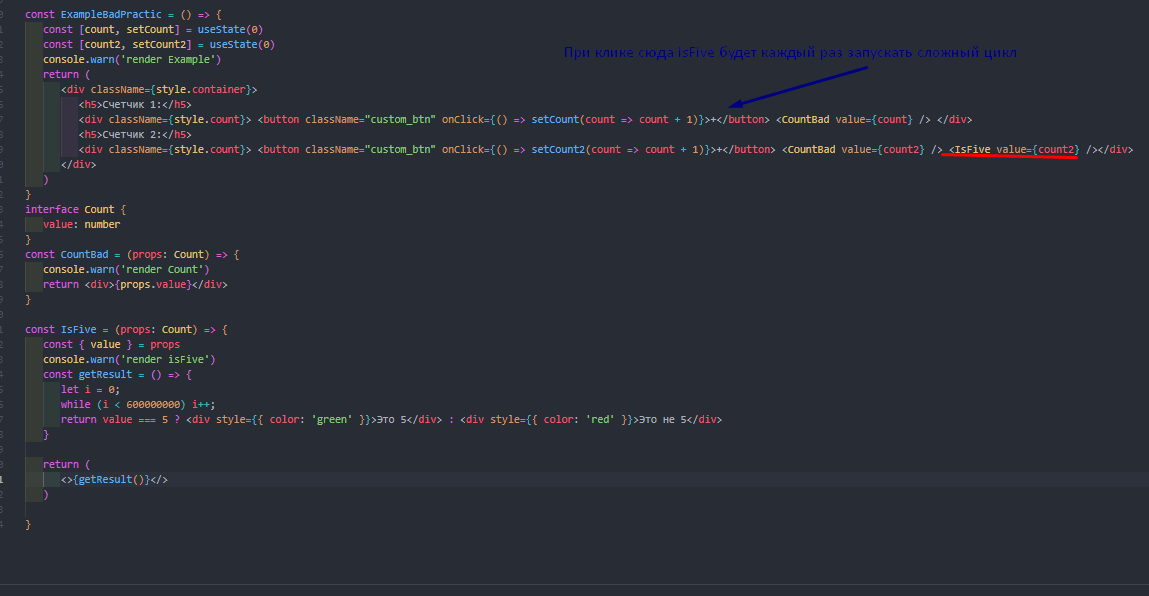 const ExampleBadPractic = () => {
const [count, setCount] = useState(0)
const [count2, setCount2] = useState(0)
console.warn('render Example')
При клике сюда IsFive будет каждый раз запускать сложный цикл
return (
<div className={style.container}>
<h5>Счетчик 1:</h5>
<div className={style.count}> <button className="custom_btn" onClick={() => setCount(count => count + 1)}>+</button> <CountBad value={count} /> </div>
<h5>Счетчик 2:</h5>
<div className={style.count}> <button className="custom_btn" onClick={() => setCount2(count => count + 1)}>+</button> <CountBad value={count2} /> <IsFive value={count2} /></div>
</div>
)
}
interface Count {
value: number
}
const CountBad = (props: Count) => {
console.warn('render Count')
return <div>{props.value}</div>
}
const IsFive = (props: Count) => {
const { value } = props
console.warn('render isFive')
const getResult = () => {
let i = 0;
while (i < 600000000) i++;
return value === 5 ? <div style={{ color: 'green' }}>Это 5</div> : <div style={{ color: 'red' }}>Это не 5</div>
}
return (
<>{getResult()}</>
)
}